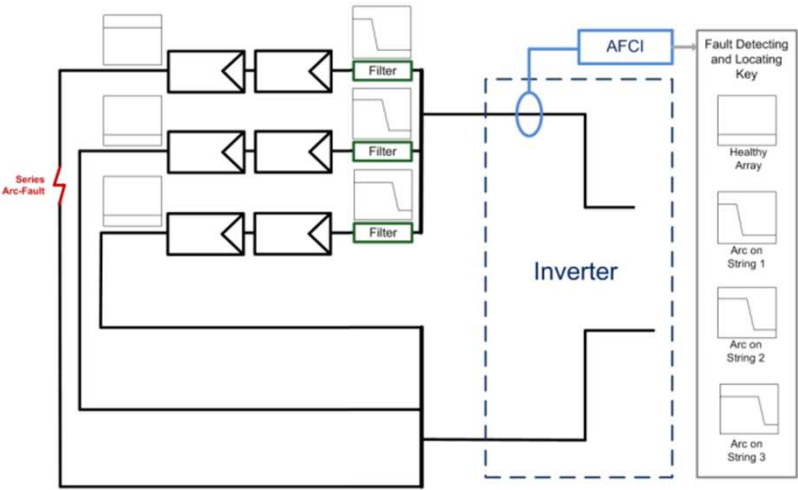 AFCI
Fault Detecting
and Locating
Key
Filter
Filter
Filter
Series
Arc-Fault
Healthy
Array
Arc on
String 1
Inverter
Arc on
String 2
Arc on
String 3